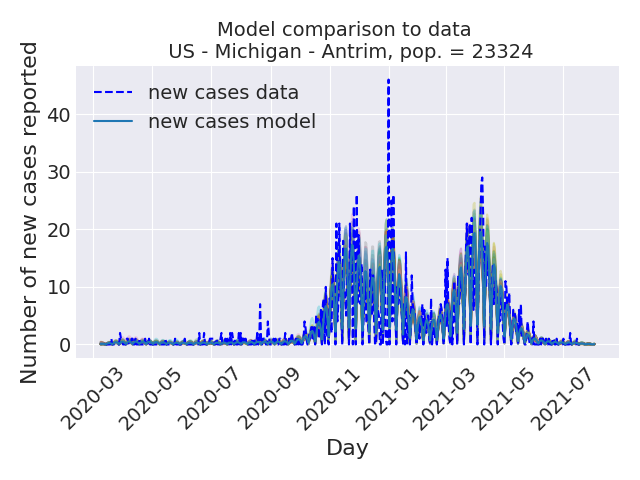 Model comparison to data
US - Michigan - Antrim, pop. = 23324
Number of new cases reported
40
30
20
10
0
new cases data
new cases model
2020-03
2020-05
2020-07
2020-09
2020-11
2021-01
2021-03
2021-05
2021-07
Day